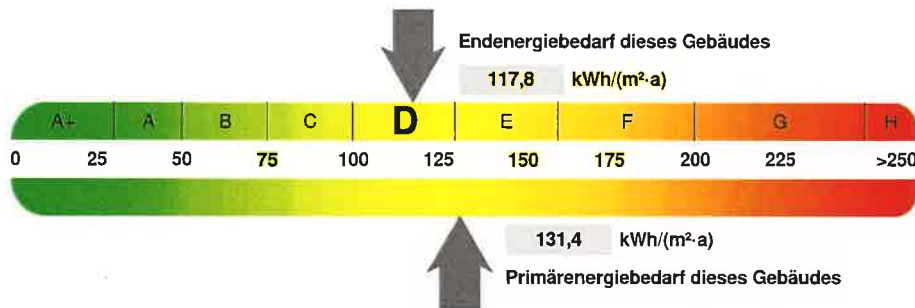 Endenergiebedarf dieses Gebäudes
117,8 kWh/(m²·a)
A+ A B C D E F G H
0 25 50 75 100 125 150 175 200 225 >250
131,4 kWh/(m²·a)
Primärenergiebedarf dieses Gebäudes